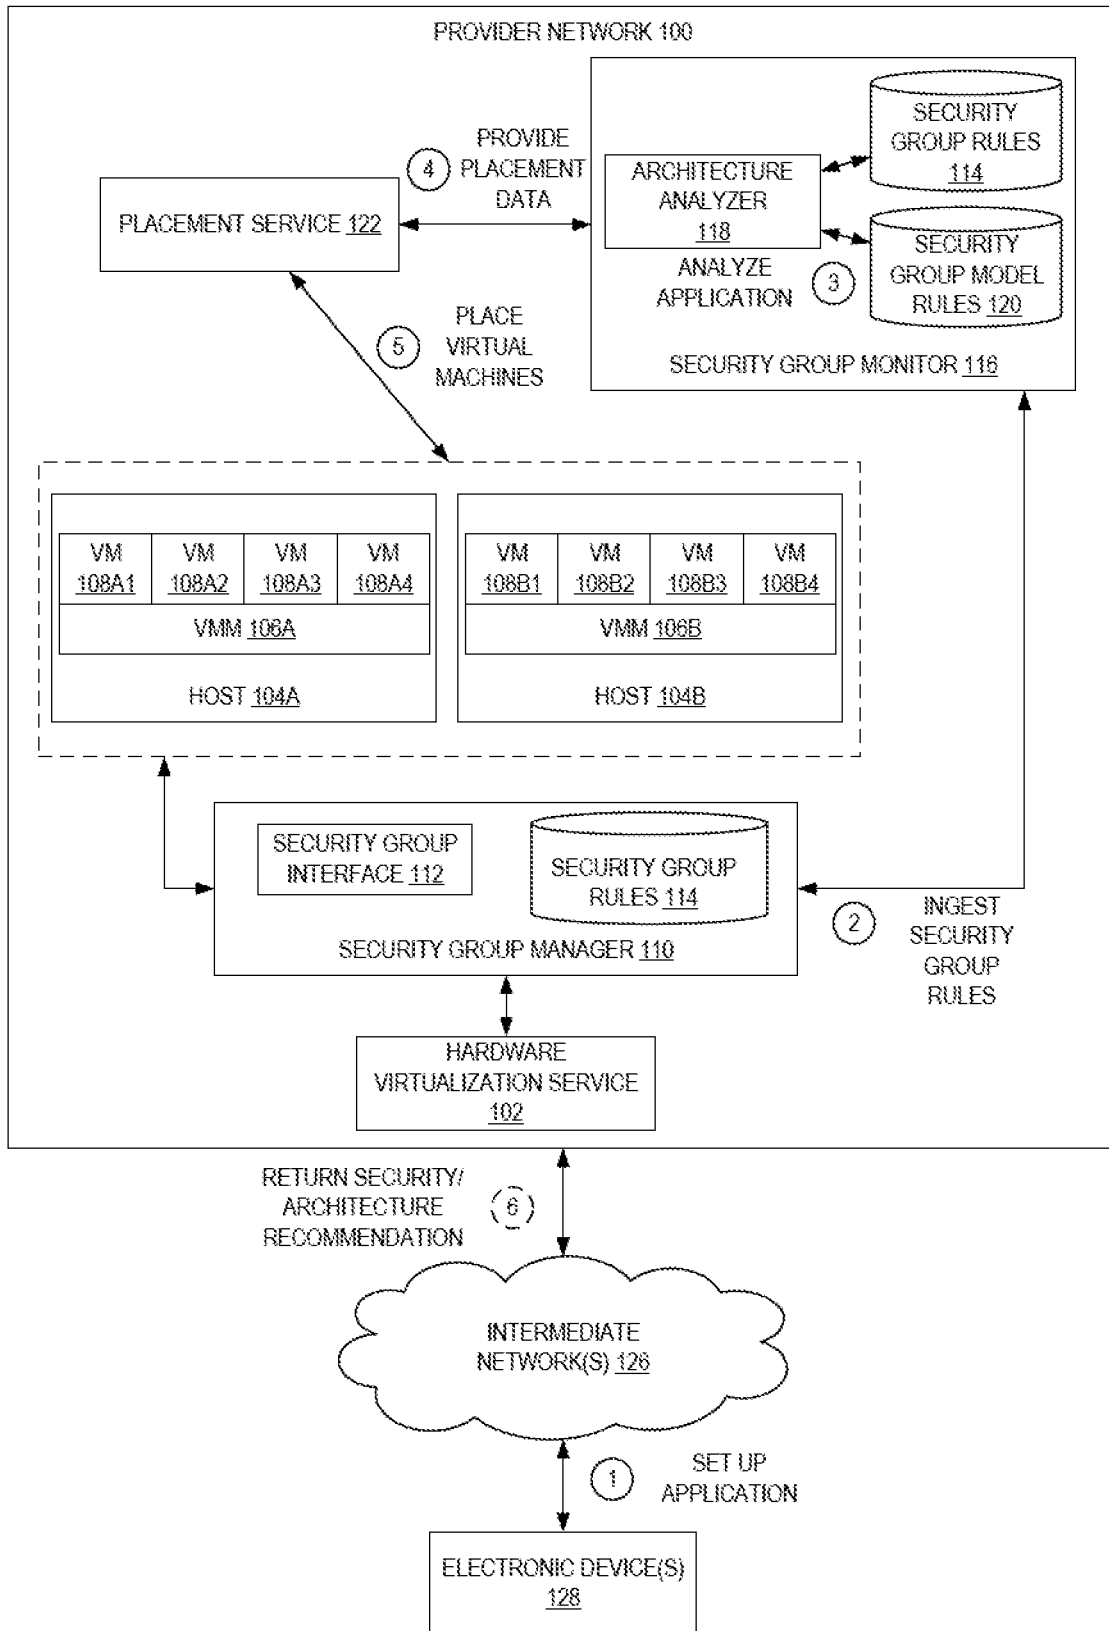 PROVIDER NETWORK 100
SECURITY
GROUP RULES
114
ARCHITECTURE
ANALYZER
118
SECURITY
GROUP MODEL
RULES 120
ANALYZE
APPLICATION
3
SECURITY GROUP MONITOR 116
4
PROVIDE
PLACEMENT
DATA
PLACEMENT SERVICE 122
5
PLACE
VIRTUAL
MACHINES
VM
108A1
VM
108A2
VM
108A3
VM
108A4
VMM 106A
HOST 104A
VM
108B1
VM
108B2
VM
108B3
VM
108B4
VMM 106B
HOST 104B
SECURITY GROUP
INTERFACE 112
SECURITY GROUP
RULES 114
SECURITY GROUP MANAGER 110
2
INGEST
SECURITY
GROUP
RULES
HARDWARE
VIRTUALIZATION SERVICE
102
RETURN SECURITY/
ARCHITECTURE
RECOMMENDATION
6
INTERMEDIATE
NETWORK(S) 126
1
SET UP
APPLICATION
ELECTRONIC DEVICE(S)
128